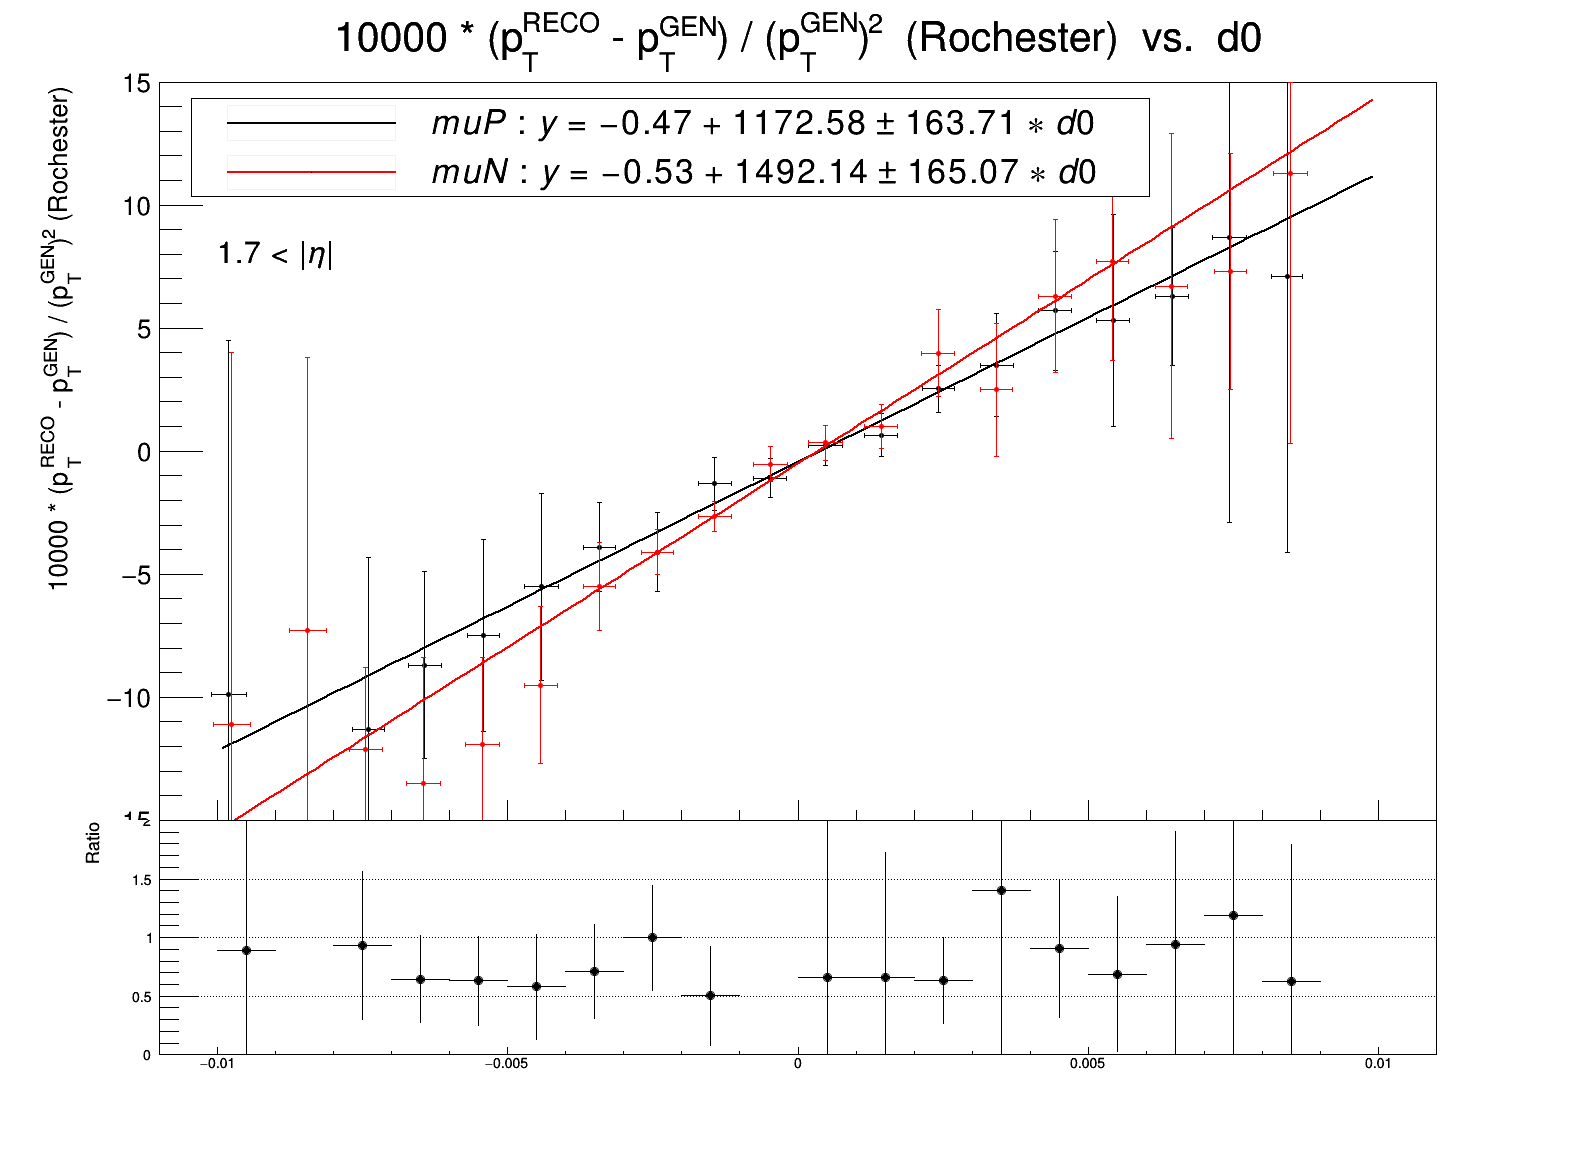 10000 * (p_T^RECO - p_T^GEN) / (p_T^GEN)^2 (Rochester) vs. d0
10000 * (p_T^RECO - p_T^GEN) / (p_T^GEN)^2 (Rochester)
muP : y = −0.47 + 1172.58 ± 163.71 ∗ d0
muN : y = −0.53 + 1492.14 ± 165.07 ∗ d0
1.7 < |η|
15
10
5
0
−5
−10
15
Ratio
2
1.5
1
0.5
0
−0.01
−0.005
0
0.005
0.01